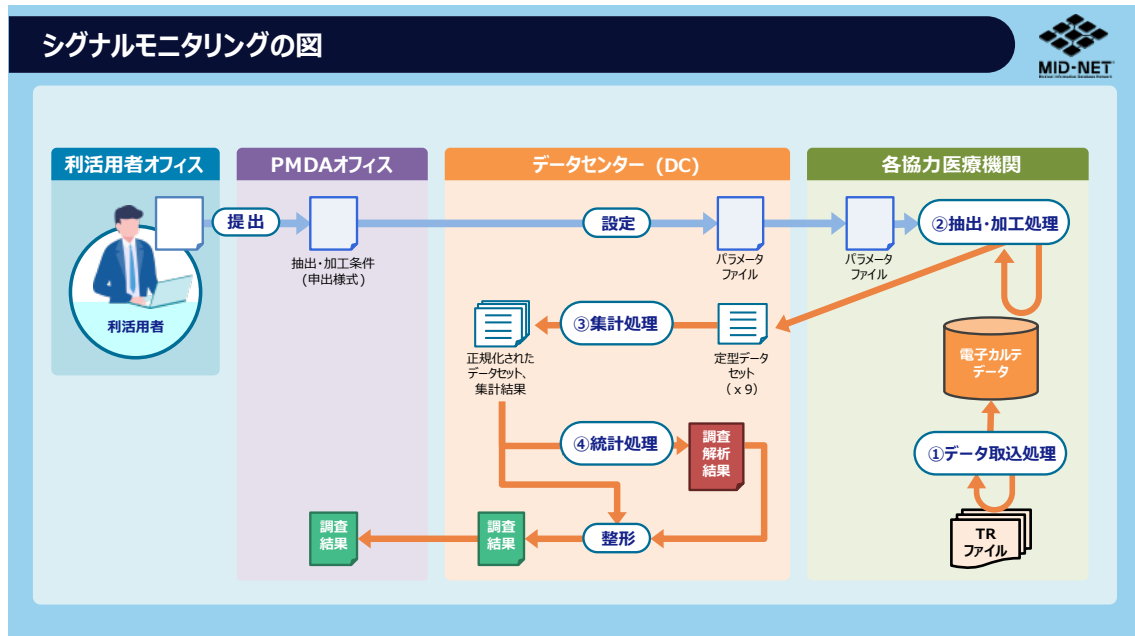 シグナルモニタリングの図
MID-NET
Medical Information Database Network
利活用者オフィス
PMDAオフィス
データセンター（DC）
各協力医療機関
提出
設定
②抽出・加工処理
抽出・加工条件
(申出様式)
パラメータ
ファイル
パラメータ
ファイル
利活用者
③集計処理
正規化された
データセット、
集計結果
定型データ
セット
（ｘ9）
電子カルテ
データ
④統計処理
調査
解析
結果
①データ取込処理
調査
結果
調査
結果
整形
TR
ファイル